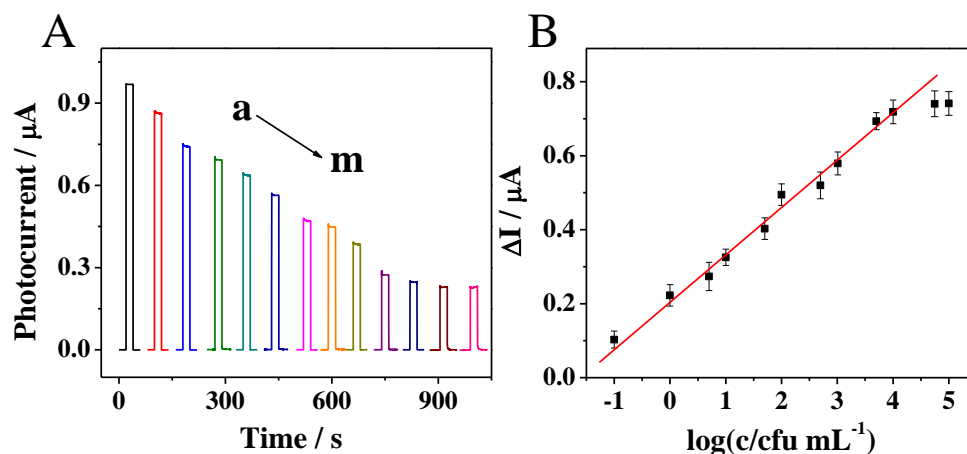 A
Photocurrent / μA
0.9
0.6
0.3
0.0
a
m
0 300 600 900
Time / s
B
ΔI / μA
0.8
0.6
0.4
0.2
0.0
-1 0 1 2 3 4 5
log(c/cfu mL⁻¹)